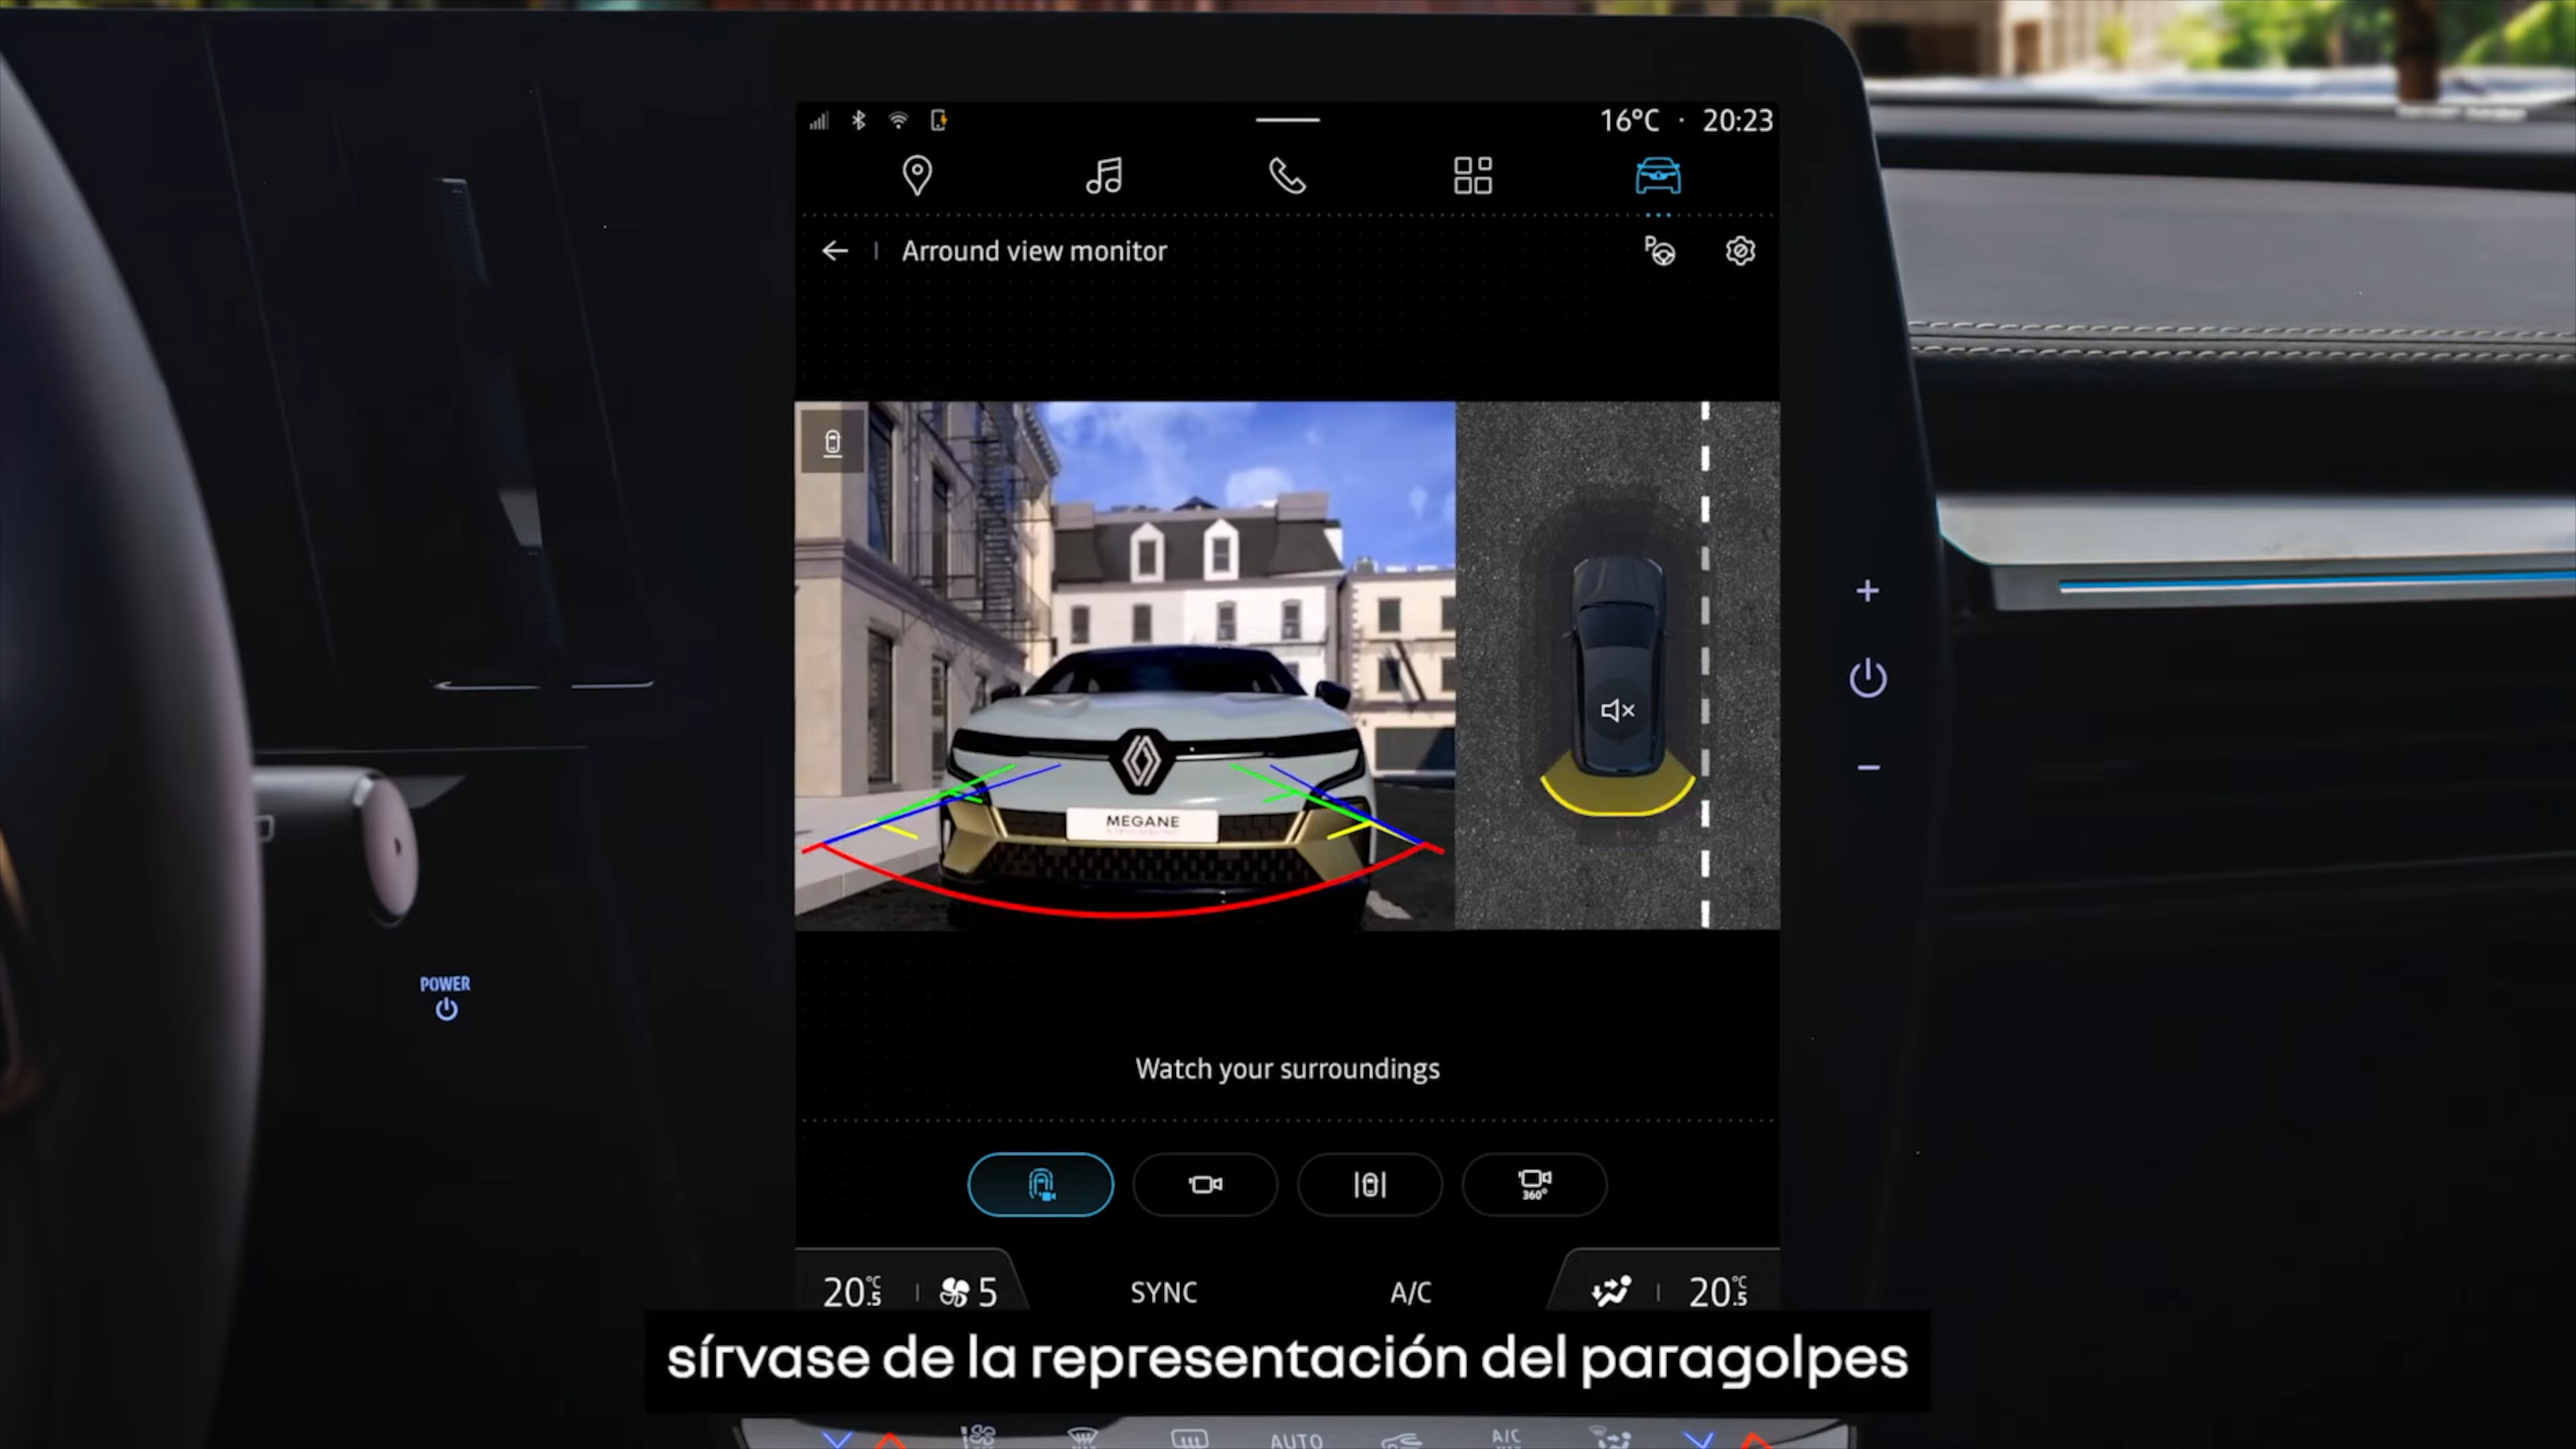 16°C · 20:23
Arround view monitor
P
MEGANE
POWER
Watch your surroundings
360°
20.5 °C
5
SYNC
A/C
20.5 °C
sírvase de la representación del paragolpes
AUTO
A/C